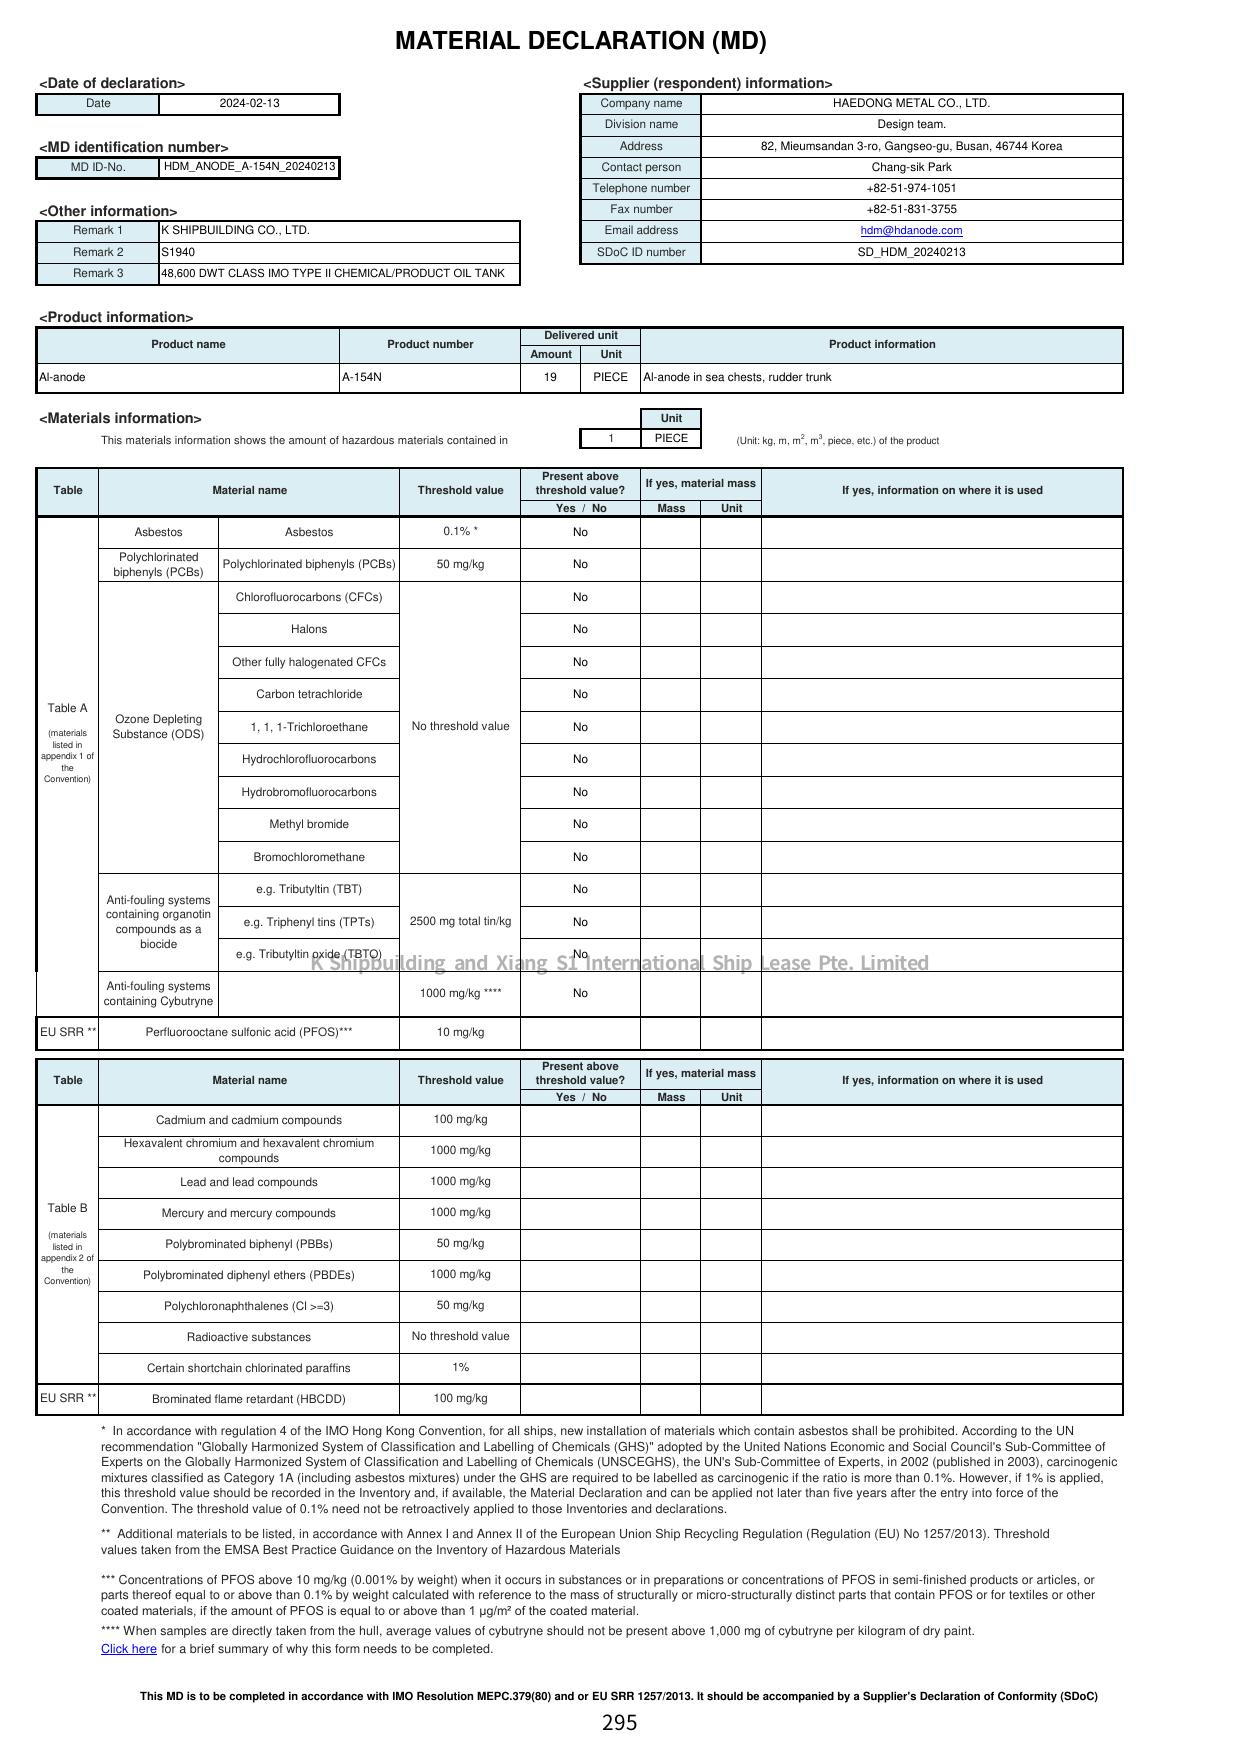 MATERIAL DECLARATION (MD)
<Date of declaration>
Date 2024-02-13
<MD identification number>
MD ID-No. HDM_ANODE_A-154N_20240213
<Other information>
Remark 1 K SHIPBUILDING CO., LTD.
Remark 2 S1940
Remark 3 48,600 DWT CLASS IMO TYPE II CHEMICAL/PRODUCT OIL TANK
<Supplier (respondent) information>
Company name HAEDONG METAL CO., LTD.
Division name Design team.
Address 82, Mieumsandan 3-ro, Gangseo-gu, Busan, 46744 Korea
Contact person Chang-sik Park
Telephone number +82-51-974-1051
Fax number +82-51-831-3755
Email address hdm@hdanode.com
SDoC ID number SD_HDM_20240213
<Product information>
Product name Product number Delivered unit Product information
Amount Unit
Al-anode A-154N 19 PIECE Al-anode in sea chests, rudder trunk
<Materials information>
Unit
This materials information shows the amount of hazardous materials contained in 1 PIECE (Unit: kg, m, m², m³, piece, etc.) of the product
Table Material name Threshold value Present above threshold value? If yes, material mass If yes, information on where it is used
Yes / No Mass Unit
Table A
(materials
listed in
appendix 1 of
the
Convention)
Asbestos Asbestos 0.1% * No
Polychlorinated
biphenyls (PCBs)
Polychlorinated biphenyls (PCBs) 50 mg/kg No
Ozone Depleting
Substance (ODS)
No threshold value
Chlorofluorocarbons (CFCs) No
Halons No
Other fully halogenated CFCs No
Carbon tetrachloride No
1, 1, 1-Trichloroethane No
Hydrochlorofluorocarbons No
Hydrobromofluorocarbons No
Methyl bromide No
Bromochloromethane No
Anti-fouling systems
containing organotin
compounds as a
biocide
2500 mg total tin/kg
e.g. Tributyltin (TBT) No
e.g. Triphenyl tins (TPTs) No
e.g. Tributyltin oxide (TBTO) No
K Shipbuilding and Xiang S1 International Ship Lease Pte. Limited
Anti-fouling systems
containing Cybutryne
1000 mg/kg **** No
EU SRR ** Perfluorooctane sulfonic acid (PFOS)*** 10 mg/kg
Table Material name Threshold value Present above threshold value? If yes, material mass If yes, information on where it is used
Yes / No Mass Unit
Table B
(materials
listed in
appendix 2 of
the
Convention)
Cadmium and cadmium compounds 100 mg/kg
Hexavalent chromium and hexavalent chromium
compounds
1000 mg/kg
Lead and lead compounds 1000 mg/kg
Mercury and mercury compounds 1000 mg/kg
Polybrominated biphenyl (PBBs) 50 mg/kg
Polybrominated diphenyl ethers (PBDEs) 1000 mg/kg
Polychloronaphthalenes (Cl >=3) 50 mg/kg
Radioactive substances No threshold value
Certain shortchain chlorinated paraffins 1%
EU SRR ** Brominated flame retardant (HBCDD) 100 mg/kg
* In accordance with regulation 4 of the IMO Hong Kong Convention, for all ships, new installation of materials which contain asbestos shall be prohibited. According to the UN
recommendation "Globally Harmonized System of Classification and Labelling of Chemicals (GHS)" adopted by the United Nations Economic and Social Council's Sub-Committee of
Experts on the Globally Harmonized System of Classification and Labelling of Chemicals (UNSCEGHS), the UN's Sub-Committee of Experts, in 2002 (published in 2003), carcinogenic
mixtures classified as Category 1A (including asbestos mixtures) under the GHS are required to be labelled as carcinogenic if the ratio is more than 0.1%. However, if 1% is applied,
this threshold value should be recorded in the Inventory and, if available, the Material Declaration and can be applied not later than five years after the entry into force of the
Convention. The threshold value of 0.1% need not be retroactively applied to those Inventories and declarations.
** Additional materials to be listed, in accordance with Annex I and Annex II of the European Union Ship Recycling Regulation (Regulation (EU) No 1257/2013). Threshold
values taken from the EMSA Best Practice Guidance on the Inventory of Hazardous Materials
*** Concentrations of PFOS above 10 mg/kg (0.001% by weight) when it occurs in substances or in preparations or concentrations of PFOS in semi-finished products or articles, or
parts thereof equal to or above than 0.1% by weight calculated with reference to the mass of structurally or micro-structurally distinct parts that contain PFOS or for textiles or other
coated materials, if the amount of PFOS is equal to or above than 1 μg/m² of the coated material.
**** When samples are directly taken from the hull, average values of cybutryne should not be present above 1,000 mg of cybutryne per kilogram of dry paint.
Click here for a brief summary of why this form needs to be completed.
This MD is to be completed in accordance with IMO Resolution MEPC.379(80) and or EU SRR 1257/2013. It should be accompanied by a Supplier's Declaration of Conformity (SDoC)
295